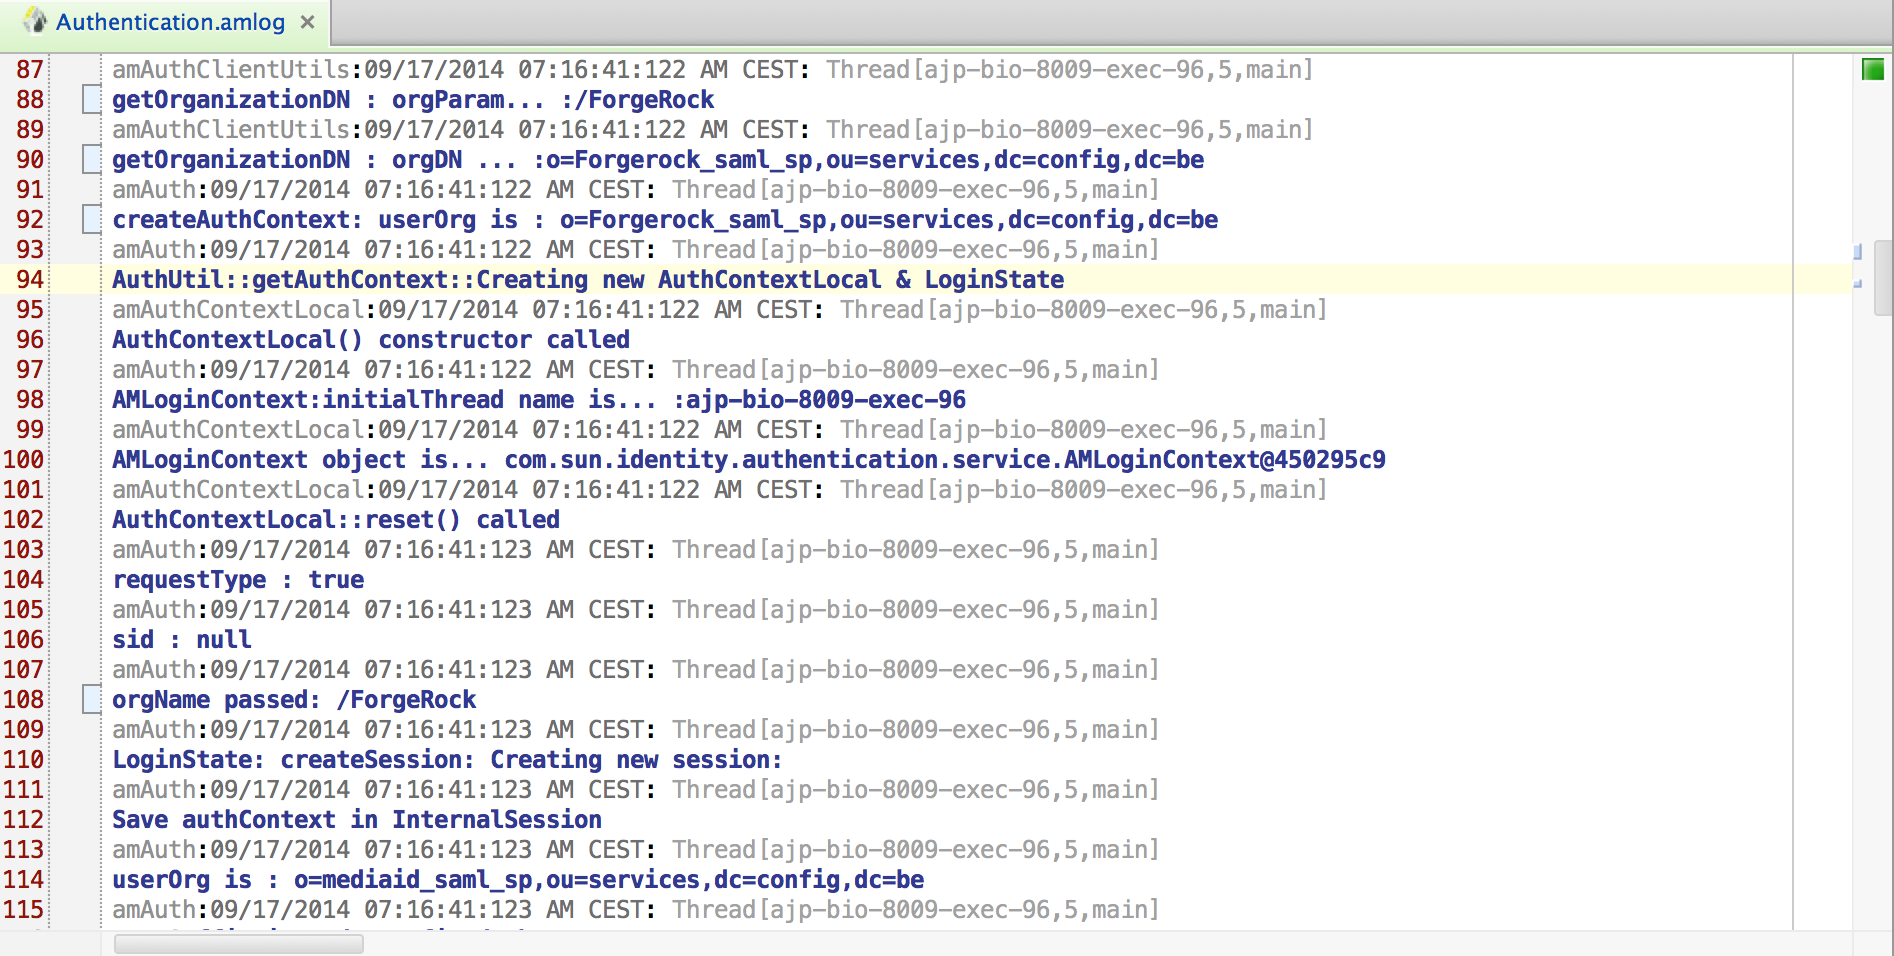 Authentication.amlog
87 amAuthClientUtils:09/17/2014 07:16:41:122 AM CEST: Thread[ajp-bio-8009-exec-96,5,main]
88 getOrganizationDN : orgParam... :/ForgeRock
89 amAuthClientUtils:09/17/2014 07:16:41:122 AM CEST: Thread[ajp-bio-8009-exec-96,5,main]
90 getOrganizationDN : orgDN ... :o=Forgerock_saml_sp,ou=services,dc=config,dc=be
91 amAuth:09/17/2014 07:16:41:122 AM CEST: Thread[ajp-bio-8009-exec-96,5,main]
92 createAuthContext: userOrg is : o=Forgerock_saml_sp,ou=services,dc=config,dc=be
93 amAuth:09/17/2014 07:16:41:122 AM CEST: Thread[ajp-bio-8009-exec-96,5,main]
94 AuthUtil::getAuthContext::Creating new AuthContextLocal & LoginState
95 amAuthContextLocal:09/17/2014 07:16:41:122 AM CEST: Thread[ajp-bio-8009-exec-96,5,main]
96 AuthContextLocal() constructor called
97 amAuth:09/17/2014 07:16:41:122 AM CEST: Thread[ajp-bio-8009-exec-96,5,main]
98 AMLoginContext:initialThread name is... :ajp-bio-8009-exec-96
99 amAuthContextLocal:09/17/2014 07:16:41:122 AM CEST: Thread[ajp-bio-8009-exec-96,5,main]
100 AMLoginContext object is... com.sun.identity.authentication.service.AMLoginContext@450295c9
101 amAuthContextLocal:09/17/2014 07:16:41:122 AM CEST: Thread[ajp-bio-8009-exec-96,5,main]
102 AuthContextLocal::reset() called
103 amAuth:09/17/2014 07:16:41:123 AM CEST: Thread[ajp-bio-8009-exec-96,5,main]
104 requestType : true
105 amAuth:09/17/2014 07:16:41:123 AM CEST: Thread[ajp-bio-8009-exec-96,5,main]
106 sid : null
107 amAuth:09/17/2014 07:16:41:123 AM CEST: Thread[ajp-bio-8009-exec-96,5,main]
108 orgName passed: /ForgeRock
109 amAuth:09/17/2014 07:16:41:123 AM CEST: Thread[ajp-bio-8009-exec-96,5,main]
110 LoginState: createSession: Creating new session:
111 amAuth:09/17/2014 07:16:41:123 AM CEST: Thread[ajp-bio-8009-exec-96,5,main]
112 Save authContext in InternalSession
113 amAuth:09/17/2014 07:16:41:123 AM CEST: Thread[ajp-bio-8009-exec-96,5,main]
114 userOrg is : o=mediaid_saml_sp,ou=services,dc=config,dc=be
115 amAuth:09/17/2014 07:16:41:123 AM CEST: Thread[ajp-bio-8009-exec-96,5,main]